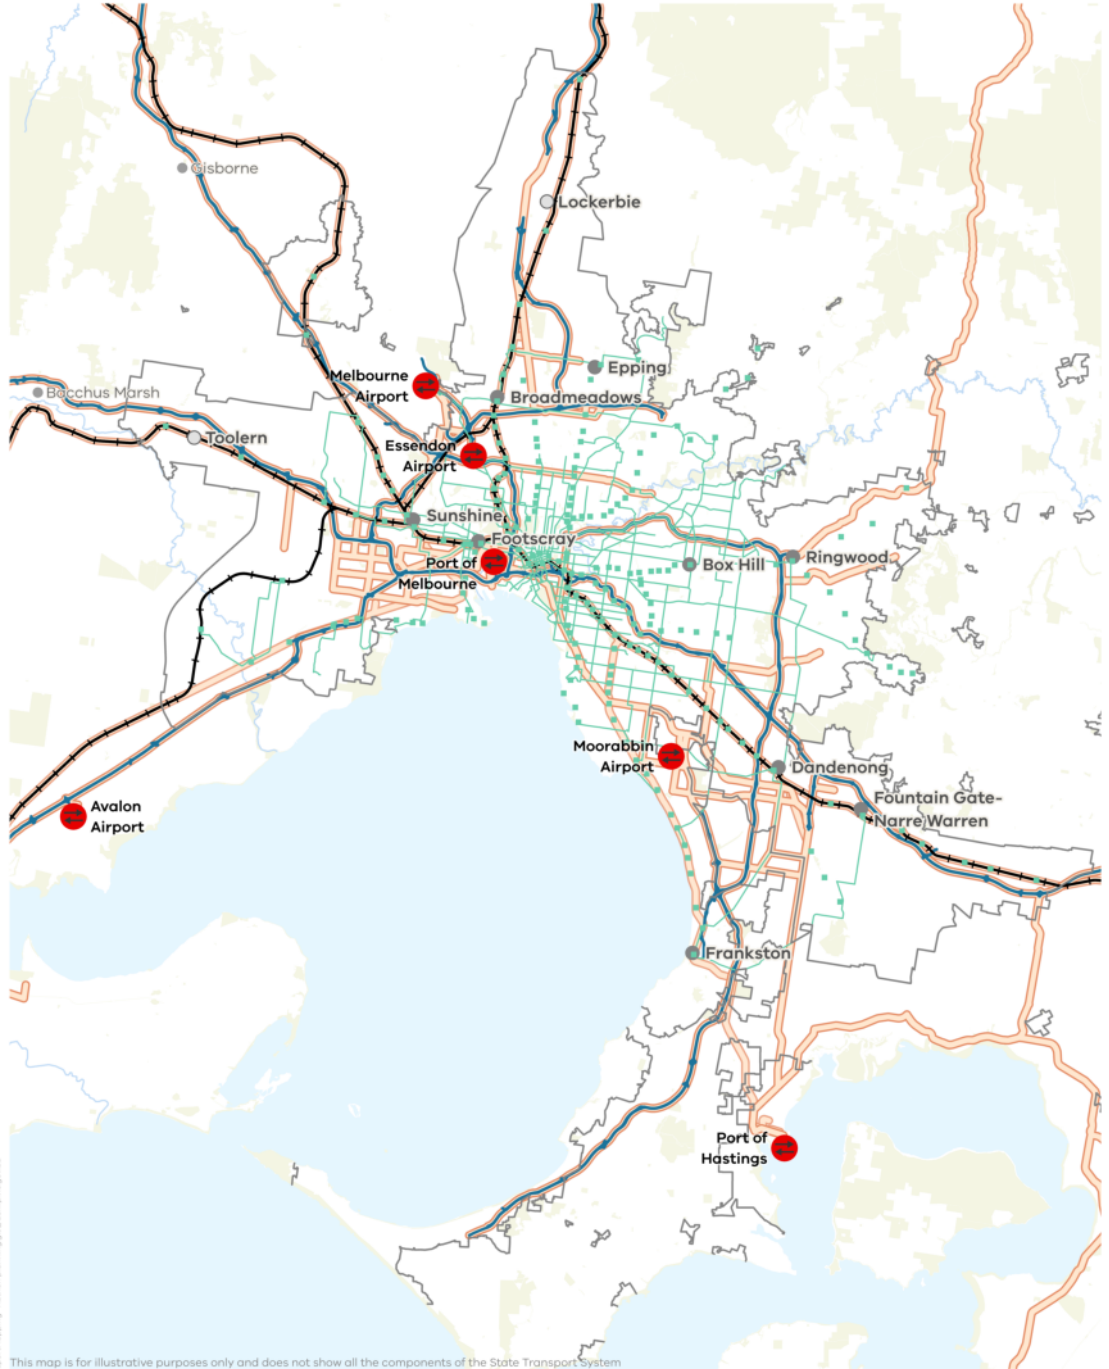 Gisborne
Lockerbie
Melbourne
Airport
Epping
Bacchus Marsh
Broadmeadows
Toolern
Essendon
Airport
Sunshine
Footscray
Port of
Melbourne
Box Hill
Ringwood
Moorabbin
Airport
Dandenong
Avalon
Airport
Fountain Gate-
Narre Warren
Frankston
Port of
Hastings
This map is for illustrative purposes only and does not show all the components of the State Transport System